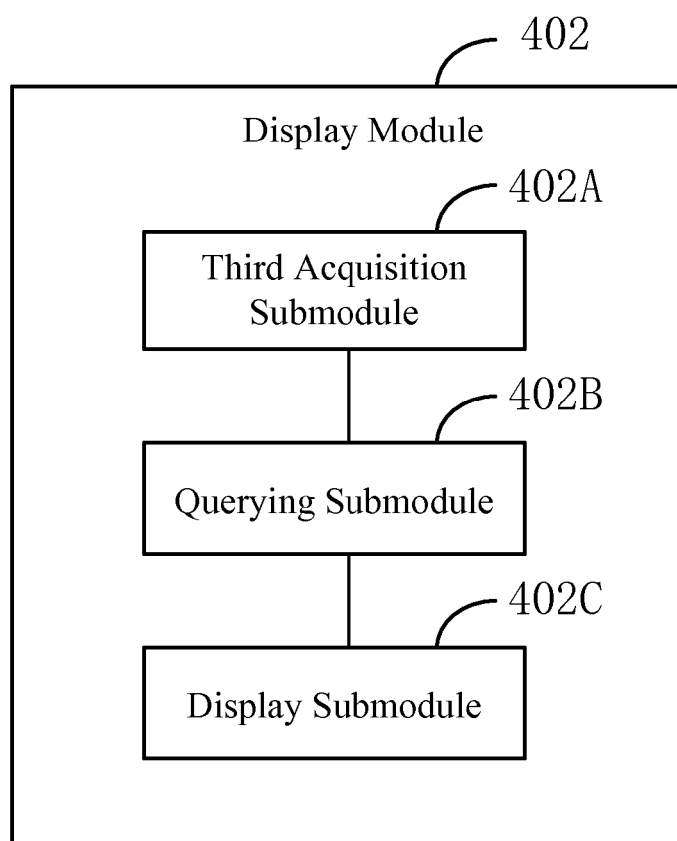 402
Display Module
402A
Third Acquisition
Submodule
402B
Querying Submodule
402C
Display Submodule